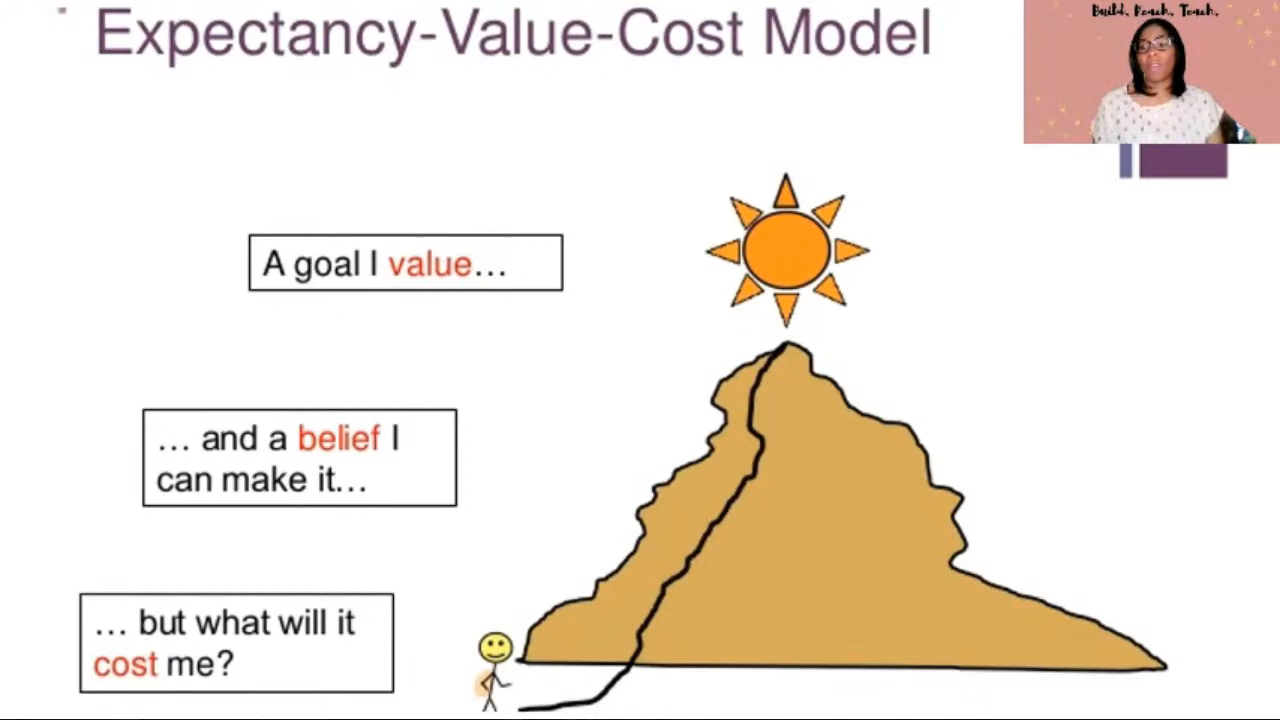 Expectancy-Value-Cost Model
Build. Reach. Teach.
A goal I value…
… and a belief I
can make it…
… but what will it
cost me?